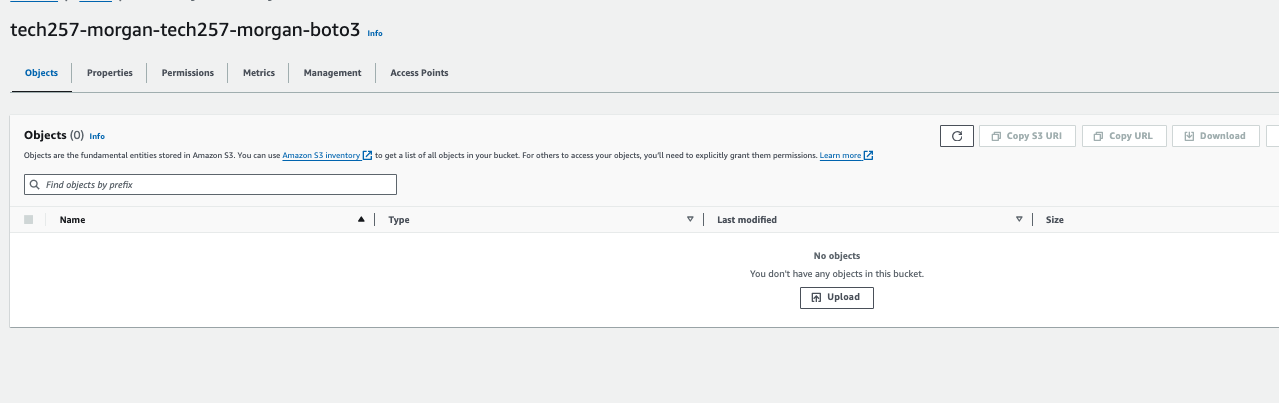 tech257-morgan-tech257-morgan-boto3 Info
Objects Properties Permissions Metrics Management Access Points
Objects (0) Info
Copy S3 URI Copy URL Download
Objects are the fundamental entities stored in Amazon S3. You can use Amazon S3 inventory to get a list of all objects in your bucket. For others to access your objects, you'll need to explicitly grant them permissions. Learn more
Find objects by prefix
Name Type Last modified Size
No objects
You don't have any objects in this bucket.
Upload